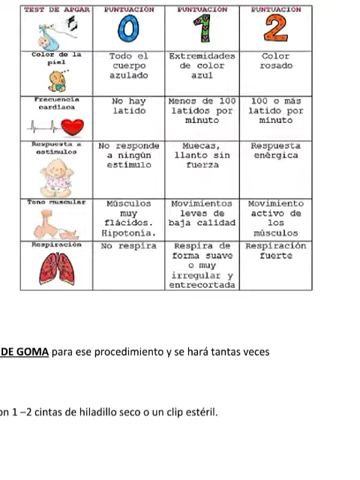 TEST DE APGAR PUNTUACIÓN PUNTUACIÓN PUNTUACIÓN
0 1 2
Color de la piel
Todo el cuerpo azulado
Extremidades de color azul
Color rosado
Frecuencia cardiaca
No hay latido
Menos de 100 latidos por minuto
100 o más latido por minuto
Respuesta a estimulos
No responde a ningún estimulo
Muecas, llanto sin fuerza
Respuesta enérgica
Tono muscular
Músculos muy flácidos. Hipotonia.
Movimientos leves de baja calidad
Movimiento activo de los músculos
Respiración
No respira
Respira de forma suave o muy irregular y entrecortada
Respiración fuerte
DE GOMA para ese procedimiento y se hará tantas veces
on 1 –2 cintas de hiladillo seco o un clip estéril.